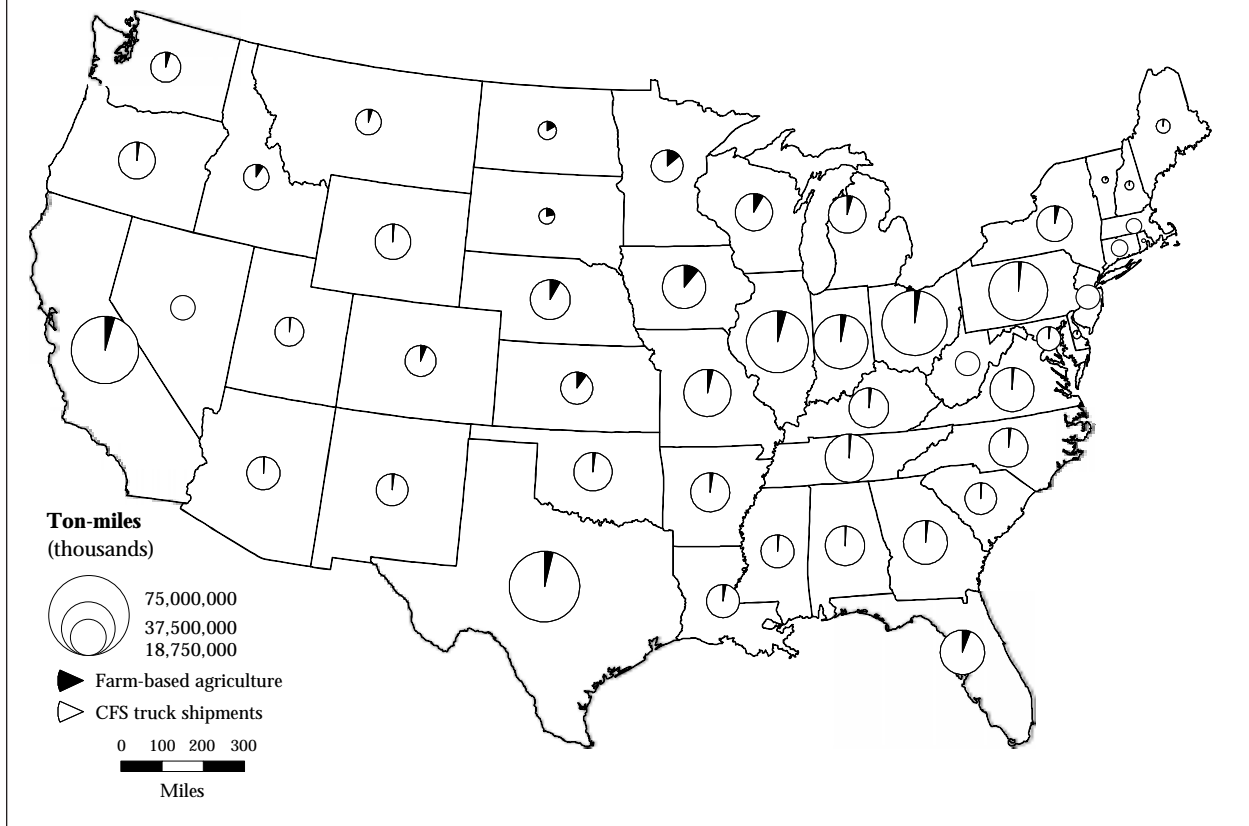 Ton-miles
(thousands)
75,000,000
37,500,000
18,750,000
Farm-based agriculture
CFS truck shipments
0 100 200 300
Miles